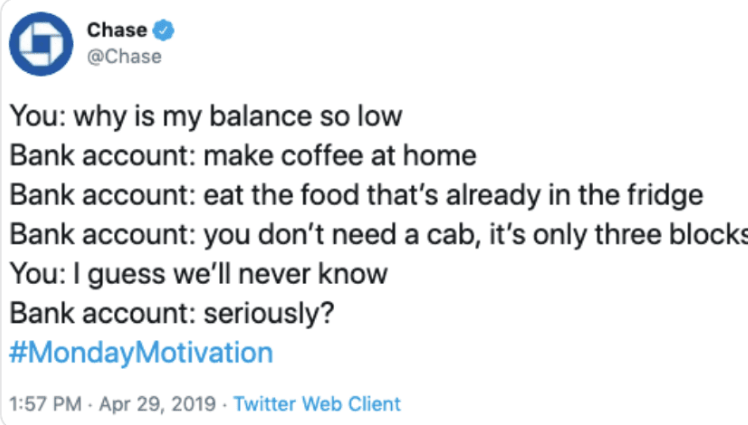 Chase
@Chase
You: why is my balance so low
Bank account: make coffee at home
Bank account: eat the food that’s already in the fridge
Bank account: you don’t need a cab, it’s only three blocks
You: I guess we’ll never know
Bank account: seriously?
#MondayMotivation
1:57 PM · Apr 29, 2019 · Twitter Web Client